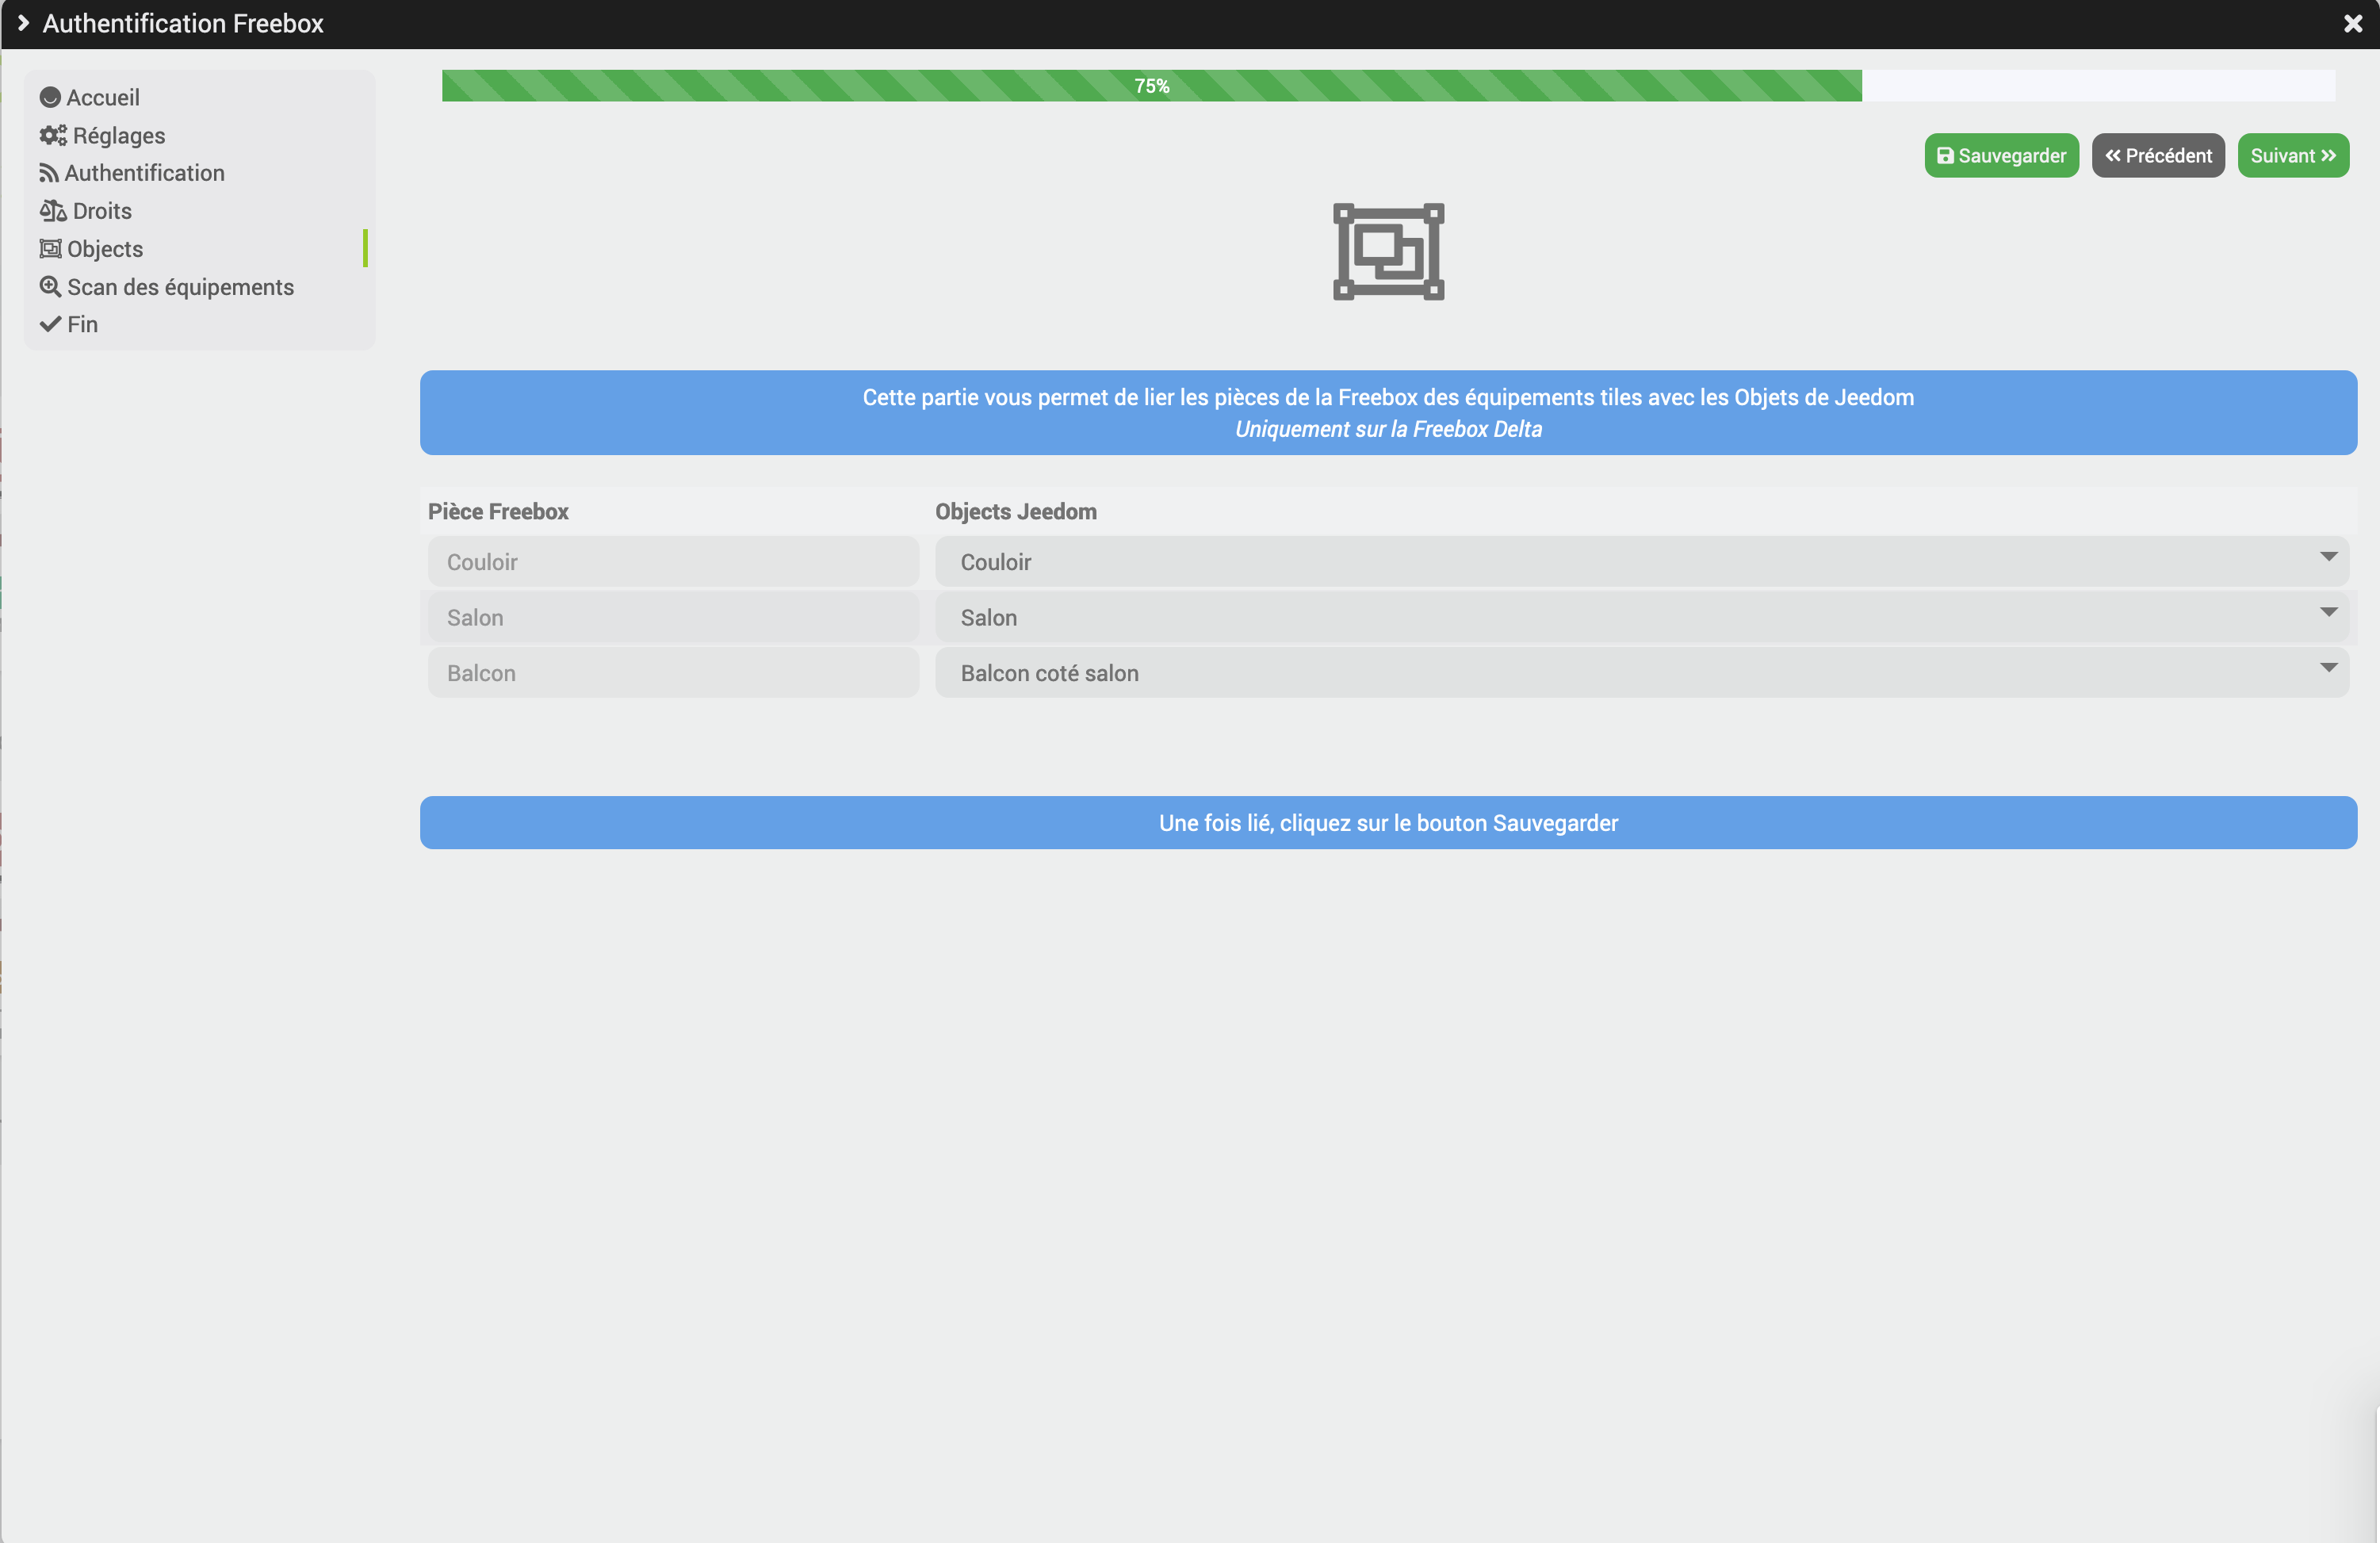 Authentification Freebox
Accueil
Réglages
Authentification
Droits
Objects
Scan des équipements
Fin
75%
Sauvegarder
Précédent
Suivant
Cette partie vous permet de lier les pièces de la Freebox des équipements tiles avec les Objets de Jeedom
Uniquement sur la Freebox Delta
Pièce Freebox Objects Jeedom
Couloir Couloir
Salon Salon
Balcon Balcon coté salon
Une fois lié, cliquez sur le bouton Sauvegarder